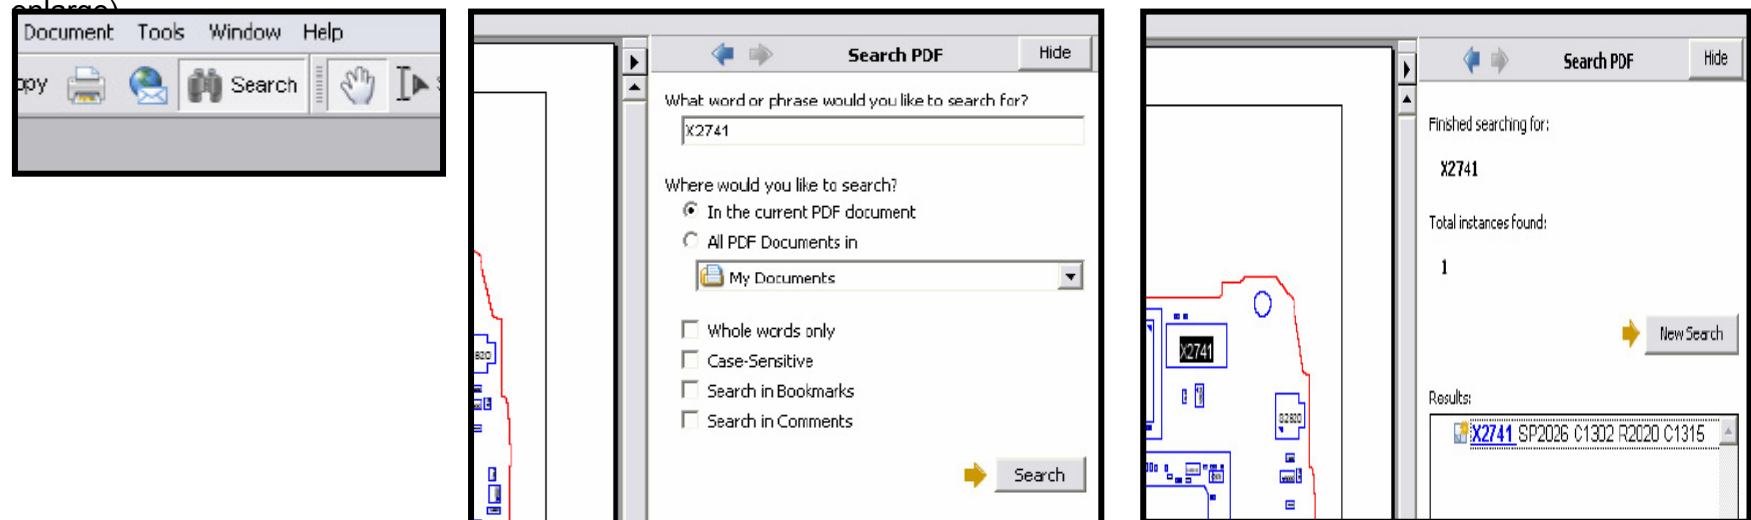 enlarge)
Document Tools Window Help
opy Search
Search PDF Hide
What word or phrase would you like to search for?
X2741
Where would you like to search?
In the current PDF document
All PDF Documents in
My Documents
Whole words only
Case-Sensitive
Search in Bookmarks
Search in Comments
Search
Search PDF Hide
Finished searching for:
X2741
Total instances found:
1
New Search
Results:
X2741 SP2026 C1302 R2020 C1315
X2741